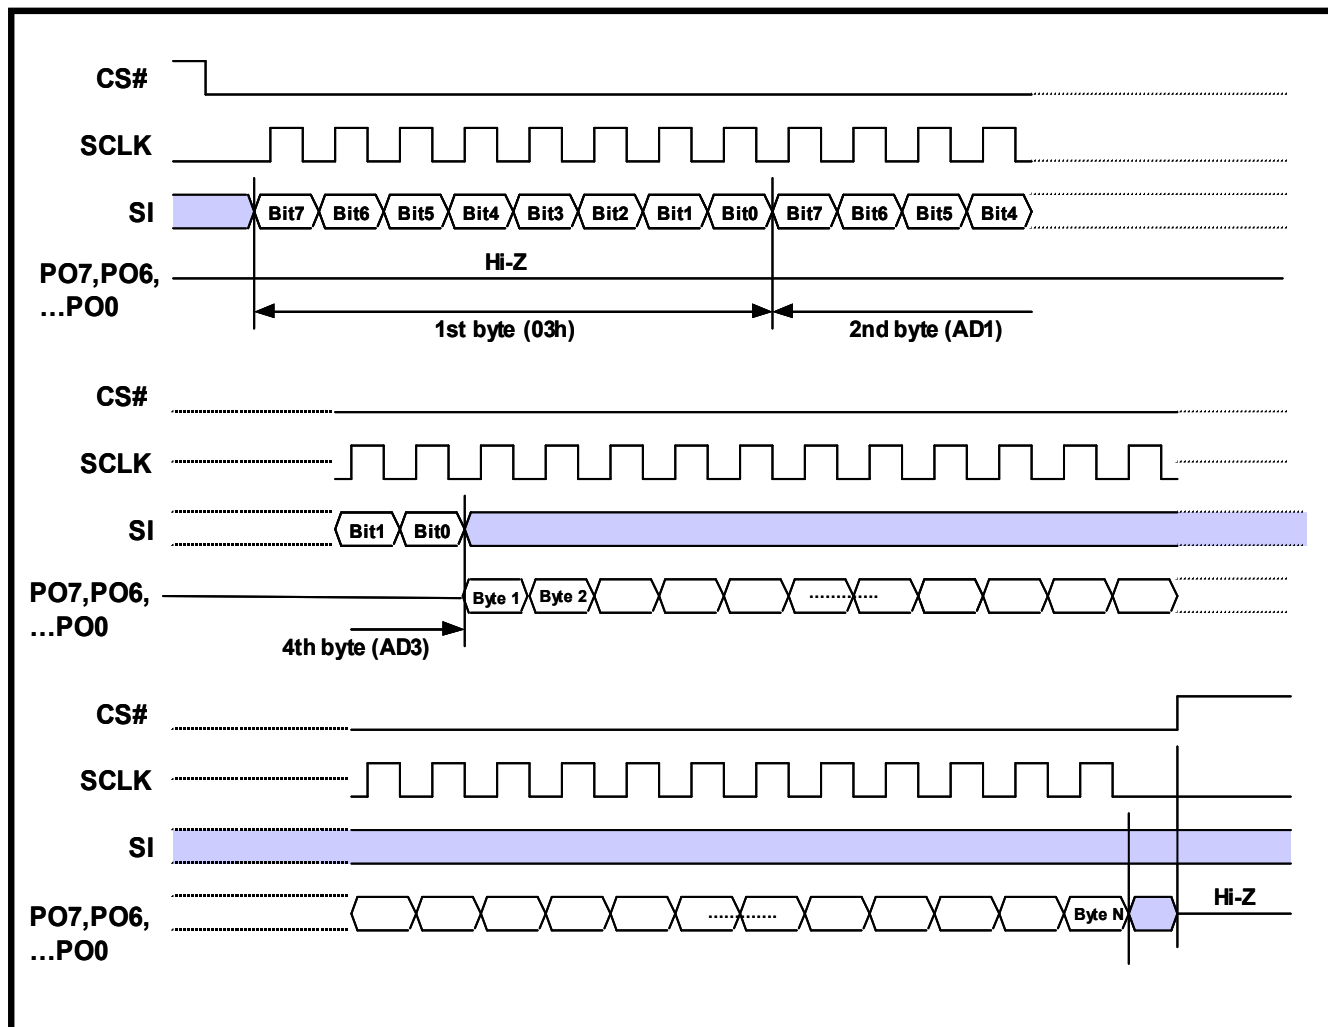 CS#
SCLK
SI Bit7 Bit6 Bit5 Bit4 Bit3 Bit2 Bit1 Bit0 Bit7 Bit6 Bit5 Bit4
Hi-Z
PO7,PO6,
...PO0
1st byte (03h) 2nd byte (AD1)
CS#
SCLK
SI Bit1 Bit0
PO7,PO6, Byte 1 Byte 2
...PO0
4th byte (AD3)
CS#
SCLK
SI
Hi-Z
PO7,PO6, Byte N
...PO0